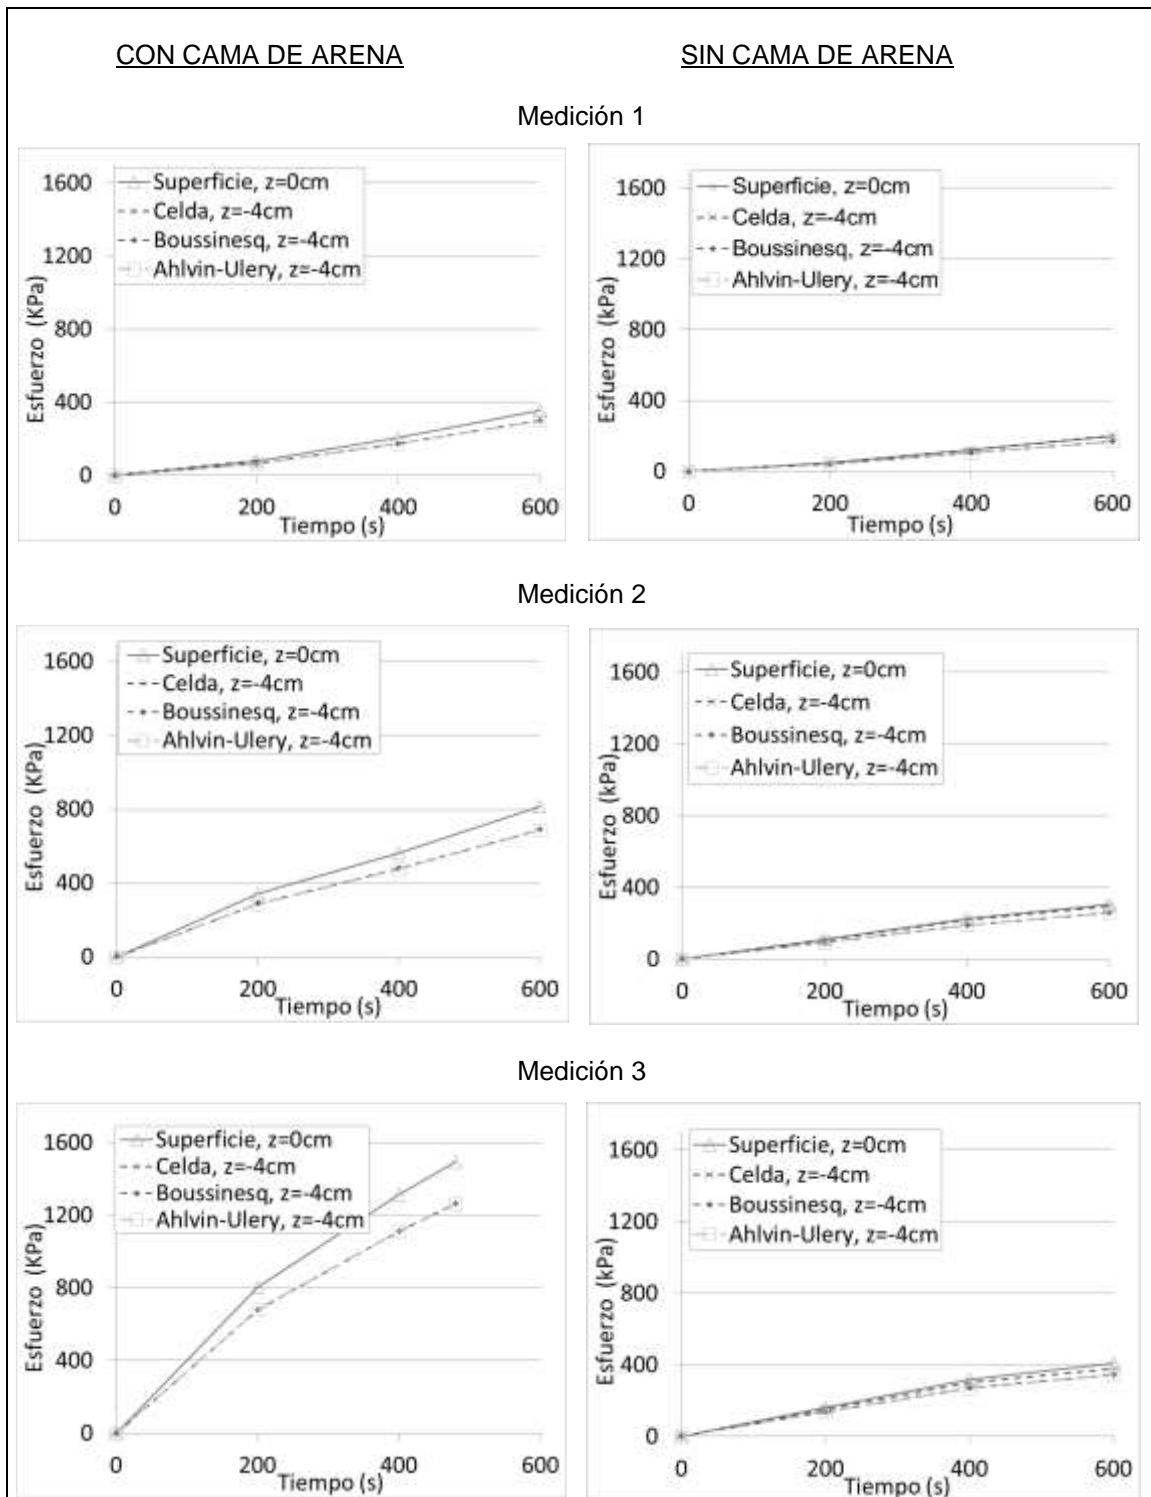 CON CAMA DE ARENA
SIN CAMA DE ARENA
Medición 1
Superficie, z=0cm
Celda, z=-4cm
Boussinesq, z=-4cm
Ahlvin-Ulery, z=-4cm
Esfuerzo (KPa)
1600
1200
800
400
0
0 200 400 600
Tiempo (s)
Superficie, z=0cm
Celda, z=-4cm
Boussinesq, z=-4cm
Ahlvin-Ulery, z=-4cm
Esfuerzo (kPa)
1600
1200
800
400
0
0 200 400 600
Tiempo (s)
Medición 2
Superficie, z=0cm
Celda, z=-4cm
Boussinesq, z=-4cm
Ahlvin-Ulery, z=-4cm
Esfuerzo (KPa)
1600
1200
800
400
0
0 200 400 600
Tiempo (s)
Superficie, z=0cm
Celda, z=-4cm
Boussinesq, z=-4cm
Ahlvin-Ulery, z=-4cm
Esfuerzo (kPa)
1600
1200
800
400
0
0 200 400 600
Tiempo (s)
Medición 3
Superficie, z=0cm
Celda, z=-4cm
Boussinesq, z=-4cm
Ahlvin-Ulery, z=-4cm
Esfuerzo (KPa)
1600
1200
800
400
0
0 200 400 600
Tiempo (s)
Superficie, z=0cm
Celda, z=-4cm
Boussinesq, z=-4cm
Ahlvin-Ulery, z=-4cm
Esfuerzo (kPa)
1600
1200
800
400
0
0 200 400 600
Tiempo (s)